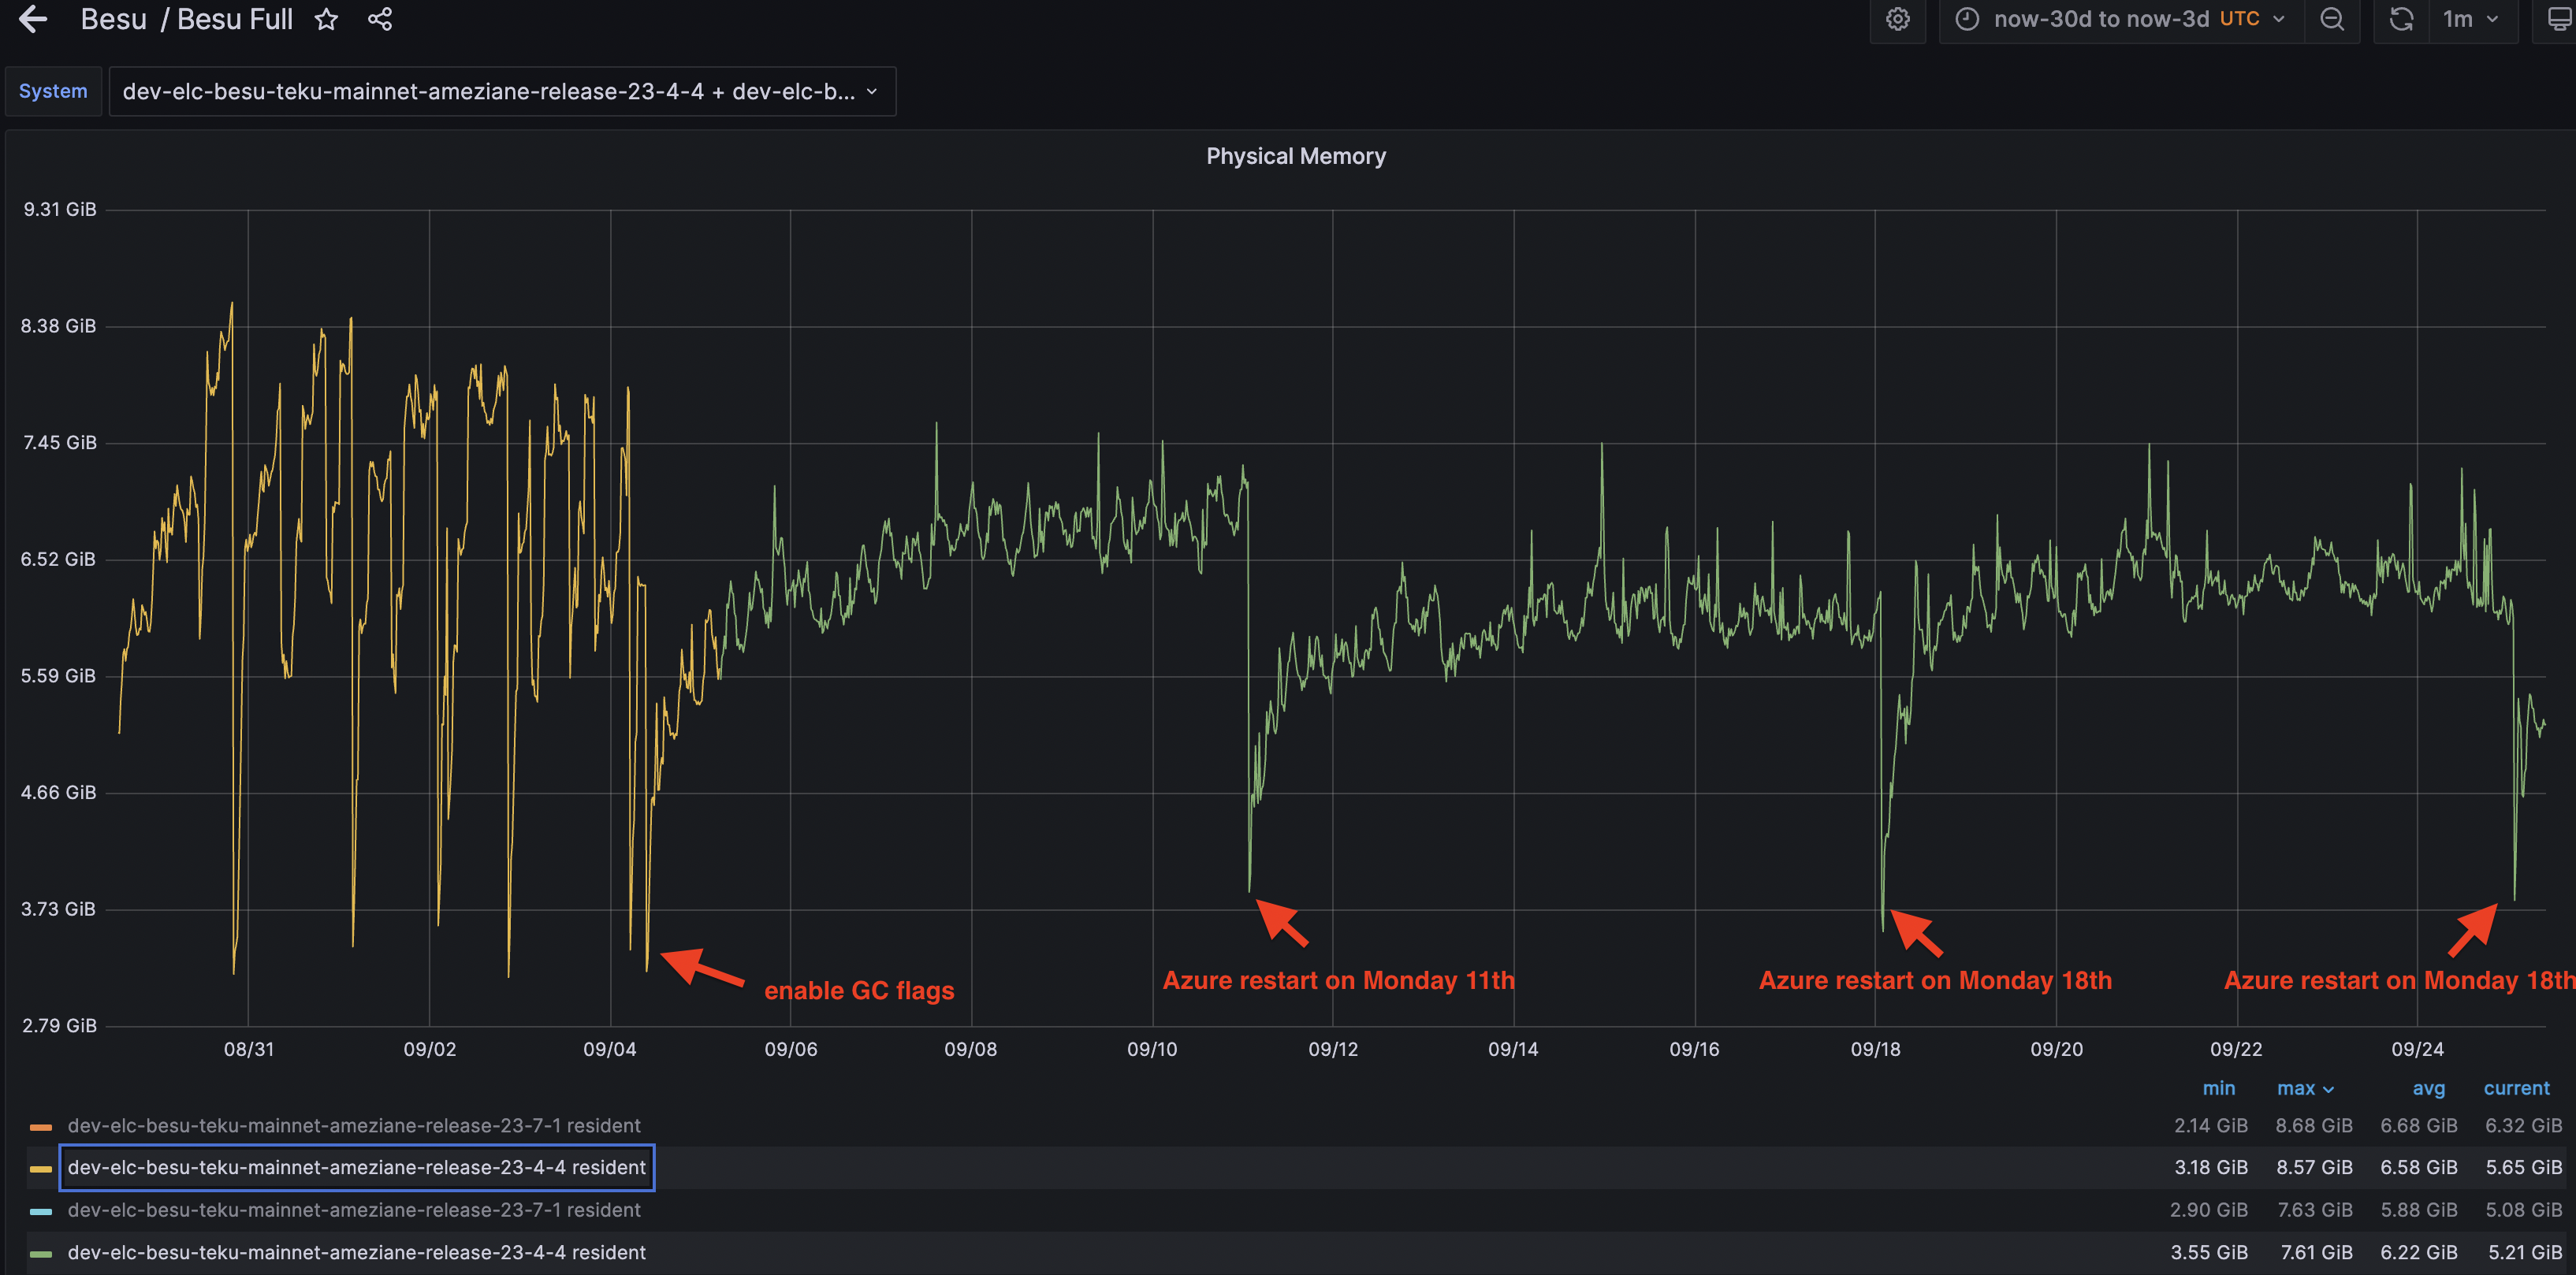 Besu / Besu Full
now-30d to now-3d UTC
1m
System
dev-elc-besu-teku-mainnet-ameziane-release-23-4-4 + dev-elc-b...
Physical Memory
9.31 GiB
8.38 GiB
7.45 GiB
6.52 GiB
5.59 GiB
4.66 GiB
3.73 GiB
2.79 GiB
enable GC flags
Azure restart on Monday 11th
Azure restart on Monday 18th
Azure restart on Monday 18th
08/31 09/02 09/04 09/06 09/08 09/10 09/12 09/14 09/16 09/18 09/20 09/22 09/24
min max avg current
dev-elc-besu-teku-mainnet-ameziane-release-23-7-1 resident 2.14 GiB 8.68 GiB 6.68 GiB 6.32 GiB
dev-elc-besu-teku-mainnet-ameziane-release-23-4-4 resident 3.18 GiB 8.57 GiB 6.58 GiB 5.65 GiB
dev-elc-besu-teku-mainnet-ameziane-release-23-7-1 resident 2.90 GiB 7.63 GiB 5.88 GiB 5.08 GiB
dev-elc-besu-teku-mainnet-ameziane-release-23-4-4 resident 3.55 GiB 7.61 GiB 6.22 GiB 5.21 GiB